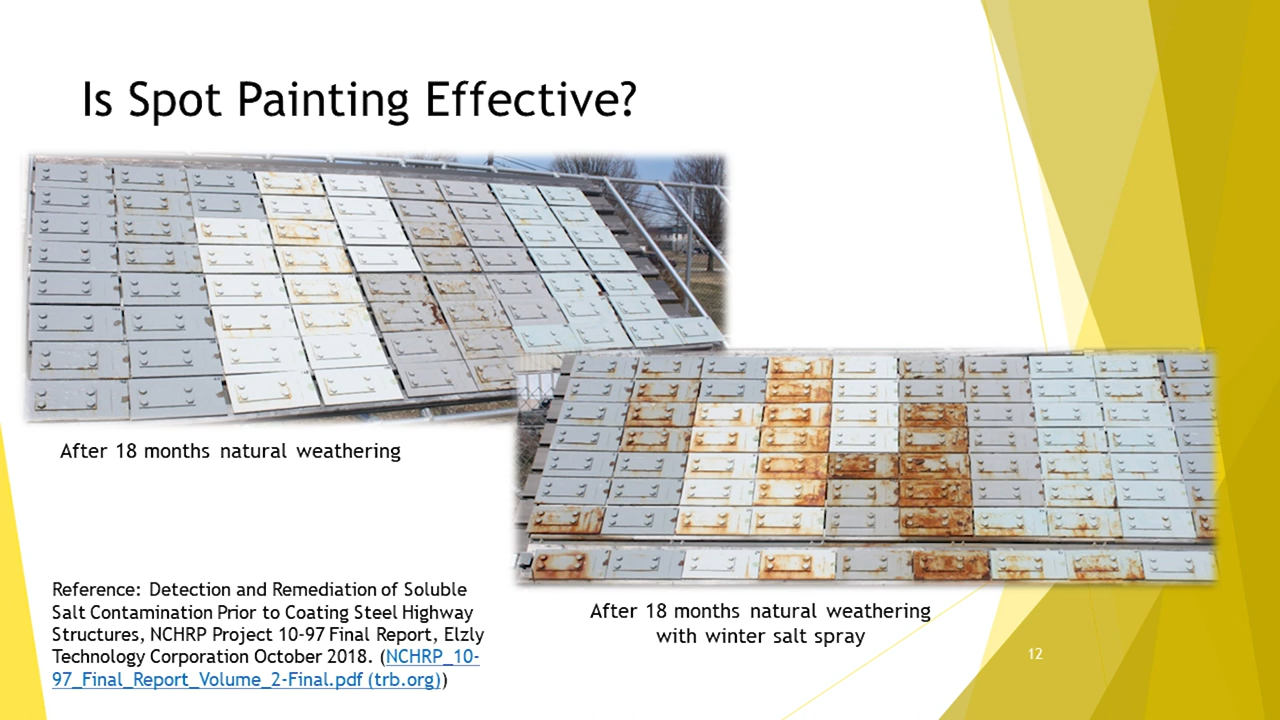 Is Spot Painting Effective?
After 18 months natural weathering
Reference: Detection and Remediation of Soluble
Salt Contamination Prior to Coating Steel Highway
Structures, NCHRP Project 10-97 Final Report, Elzly
Technology Corporation October 2018. (NCHRP_10-
97_Final_Report_Volume_2-Final.pdf (trb.org))
After 18 months natural weathering
with winter salt spray
12